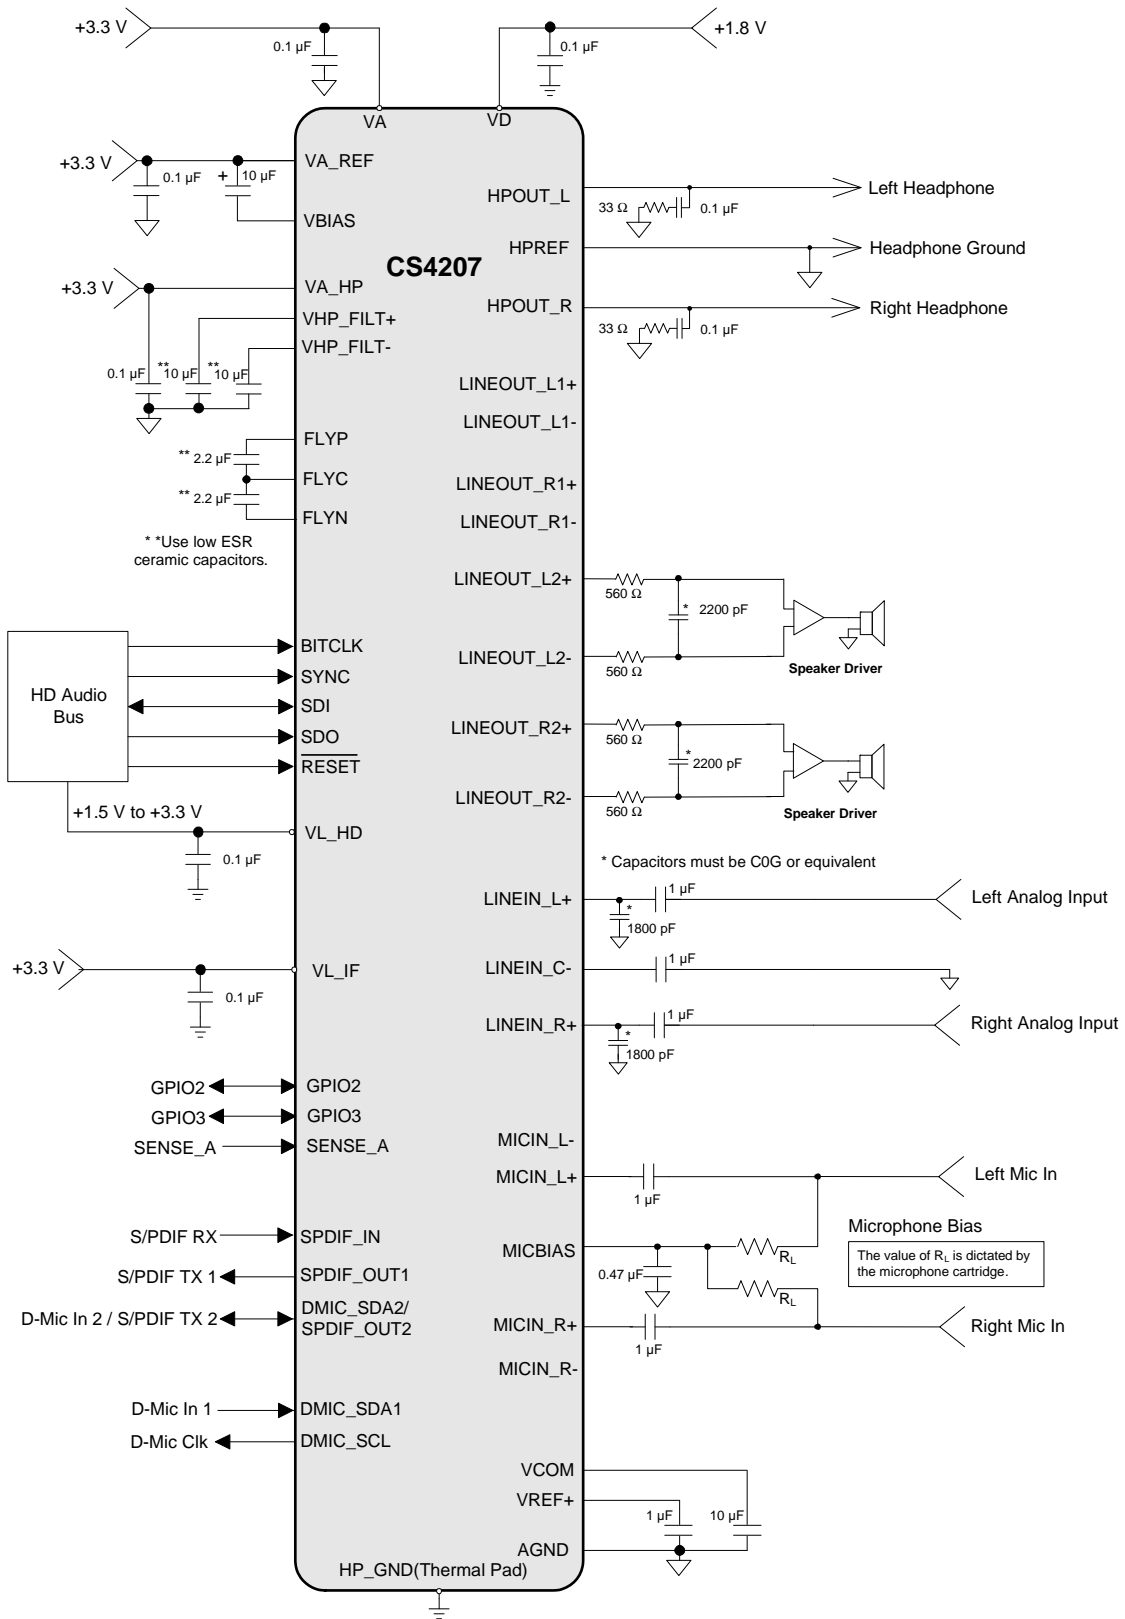 +3.3 V
+1.8 V
0.1 µF
0.1 µF
VA
VD
+3.3 V
VA_REF
0.1 µF
+
10 µF
VBIAS
HPOUT_L
33 Ω
0.1 µF
Left Headphone
HPREF
Headphone Ground
CS4207
+3.3 V
VA_HP
HPOUT_R
33 Ω
0.1 µF
Right Headphone
VHP_FILT+
VHP_FILT-
0.1 µF
**
10 µF
**
10 µF
LINEOUT_L1+
LINEOUT_L1-
FLYP
** 2.2 µF
FLYC
LINEOUT_R1+
** 2.2 µF
FLYN
LINEOUT_R1-
* *Use low ESR
ceramic capacitors.
LINEOUT_L2+
560 Ω
*
2200 pF
LINEOUT_L2-
560 Ω
Speaker Driver
HD Audio
Bus
BITCLK
SYNC
SDI
SDO
RESET
LINEOUT_R2+
560 Ω
*
2200 pF
LINEOUT_R2-
560 Ω
Speaker Driver
+1.5 V to +3.3 V
VL_HD
0.1 µF
* Capacitors must be C0G or equivalent
LINEIN_L+
*
1800 pF
1 µF
Left Analog Input
+3.3 V
VL_IF
0.1 µF
LINEIN_C-
1 µF
LINEIN_R+
*
1800 pF
1 µF
Right Analog Input
GPIO2
GPIO2
GPIO3
GPIO3
SENSE_A
SENSE_A
MICIN_L-
MICIN_L+
1 µF
Left Mic In
S/PDIF RX
SPDIF_IN
MICBIAS
0.47 µF
RL
RL
Microphone Bias
The value of RL is dictated by
the microphone cartridge.
S/PDIF TX 1
SPDIF_OUT1
D-Mic In 2 / S/PDIF TX 2
DMIC_SDA2/
SPDIF_OUT2
MICIN_R+
1 µF
Right Mic In
MICIN_R-
D-Mic In 1
DMIC_SDA1
D-Mic Clk
DMIC_SCL
VCOM
VREF+
1 µF
10 µF
AGND
HP_GND(Thermal Pad)